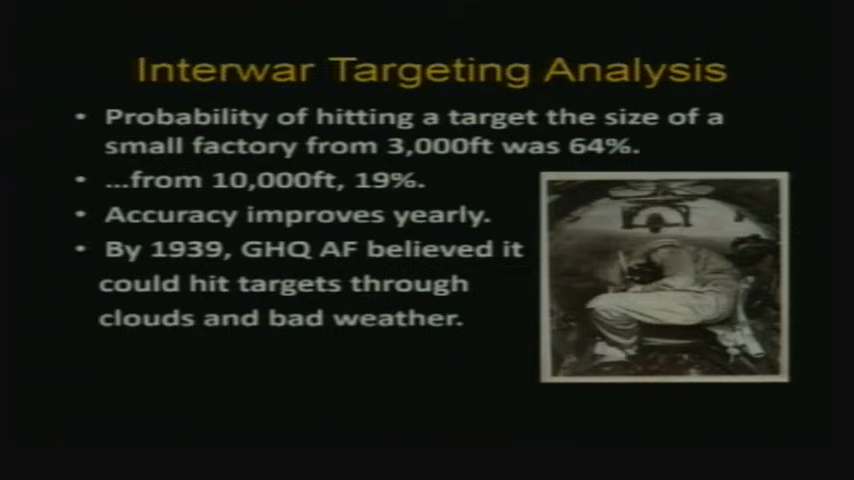 Interwar Targeting Analysis
• Probability of hitting a target the size of a
small factory from 3,000ft was 64%.
• ...from 10,000ft, 19%.
• Accuracy improves yearly.
• By 1939, GHQ AF believed it
could hit targets through
clouds and bad weather.